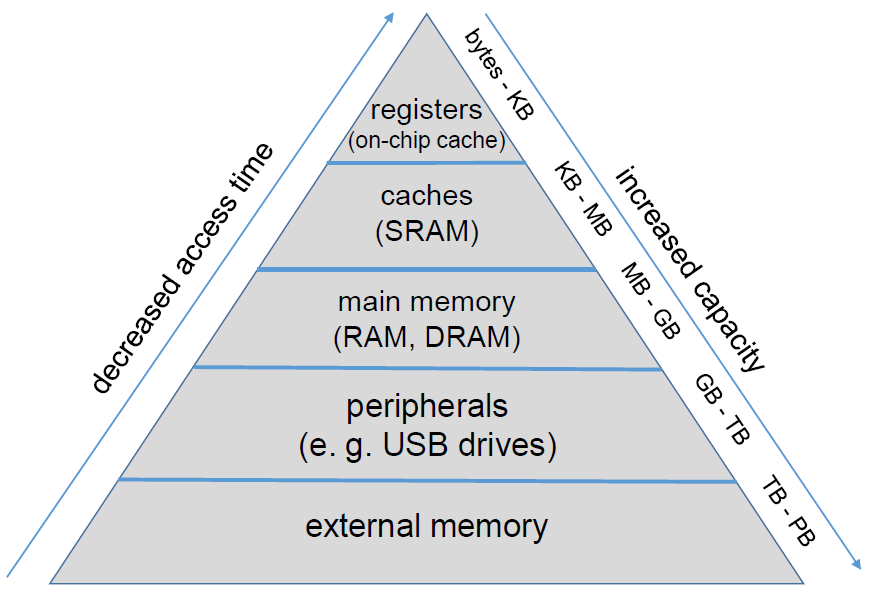 decreased access time
registers
(on-chip cache)
caches
(SRAM)
main memory
(RAM, DRAM)
peripherals
(e. g. USB drives)
external memory
bytes - KB
KB - MB
MB - GB
GB - TB
TB - PB
increased capacity